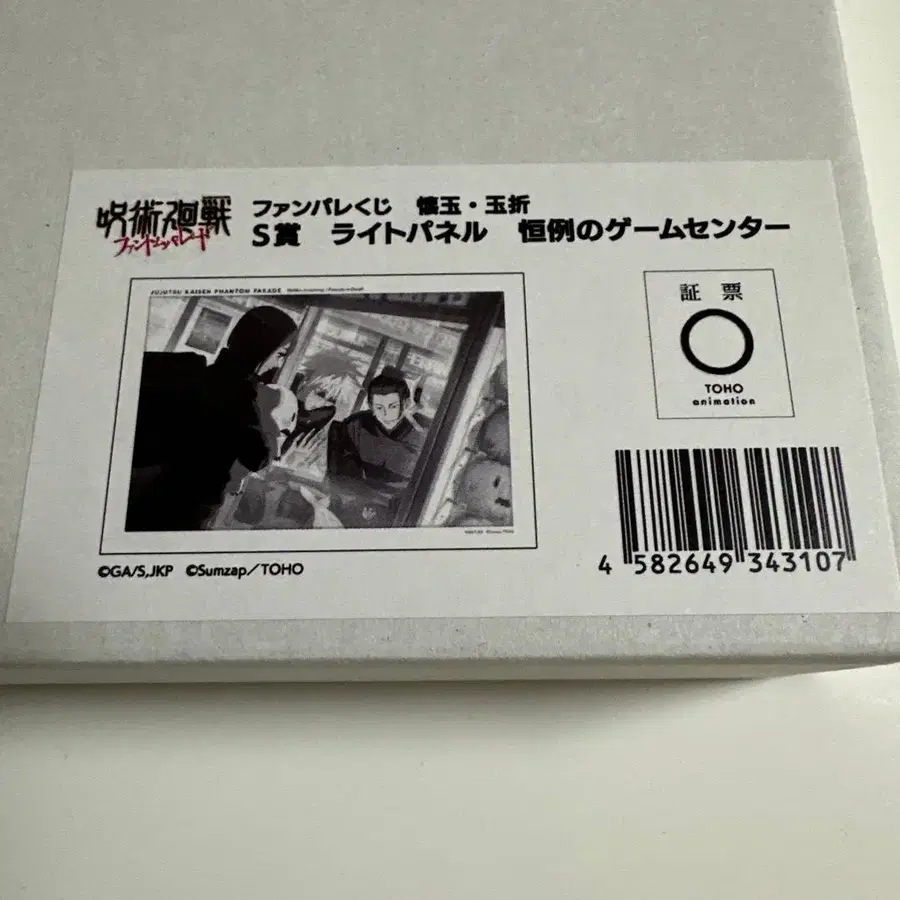 呪術廻戦
ファントムパレード
ファンパレくじ 懐玉・玉折
S賞 ライトパネル 恒例のゲームセンター
JUJUTSU KAISEN PHANTOM PARADE
証票
TOHO
animation
©GA/S,JKP ©Sumzap／TOHO
4 582649 343107